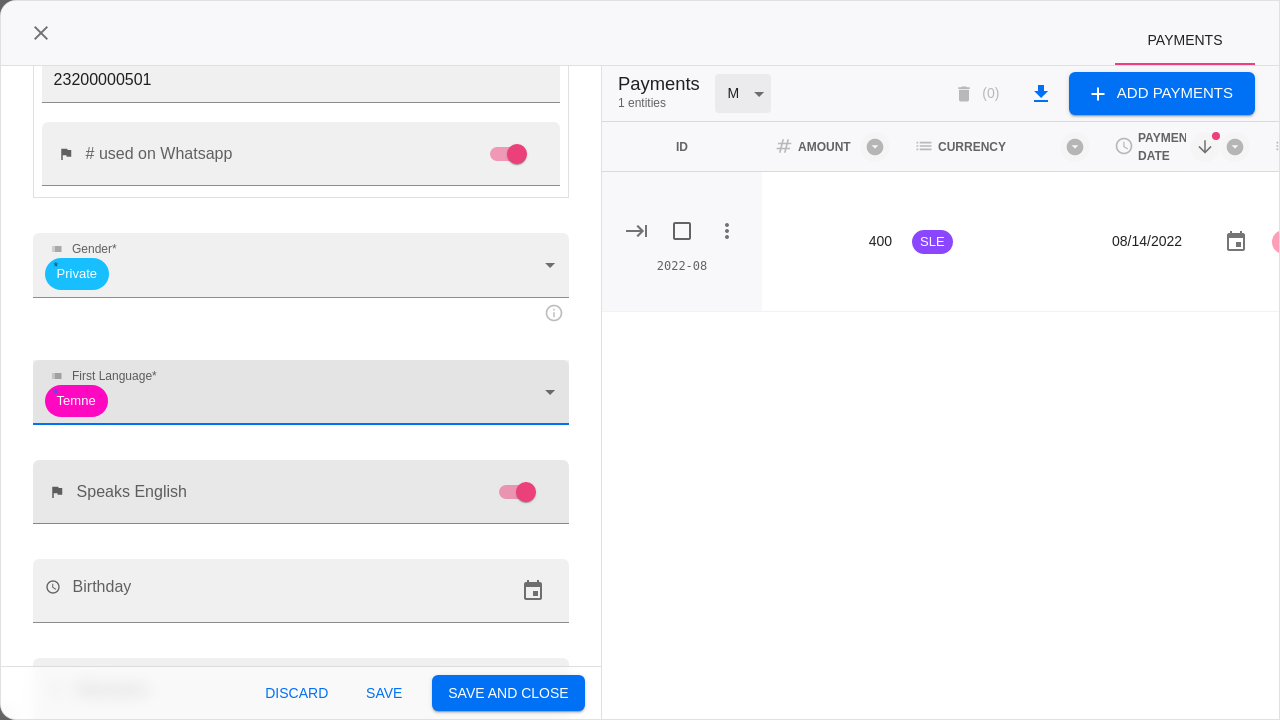 PAYMENTS
23200000501
# used on Whatsapp
Gender*
Private
First Language*
Temne
Speaks English
Birthday
DISCARD
SAVE
SAVE AND CLOSE
Payments
1 entities
M
(0)
ADD PAYMENTS
ID
AMOUNT
CURRENCY
PAYMEN
DATE
400
SLE
08/14/2022
2022-08